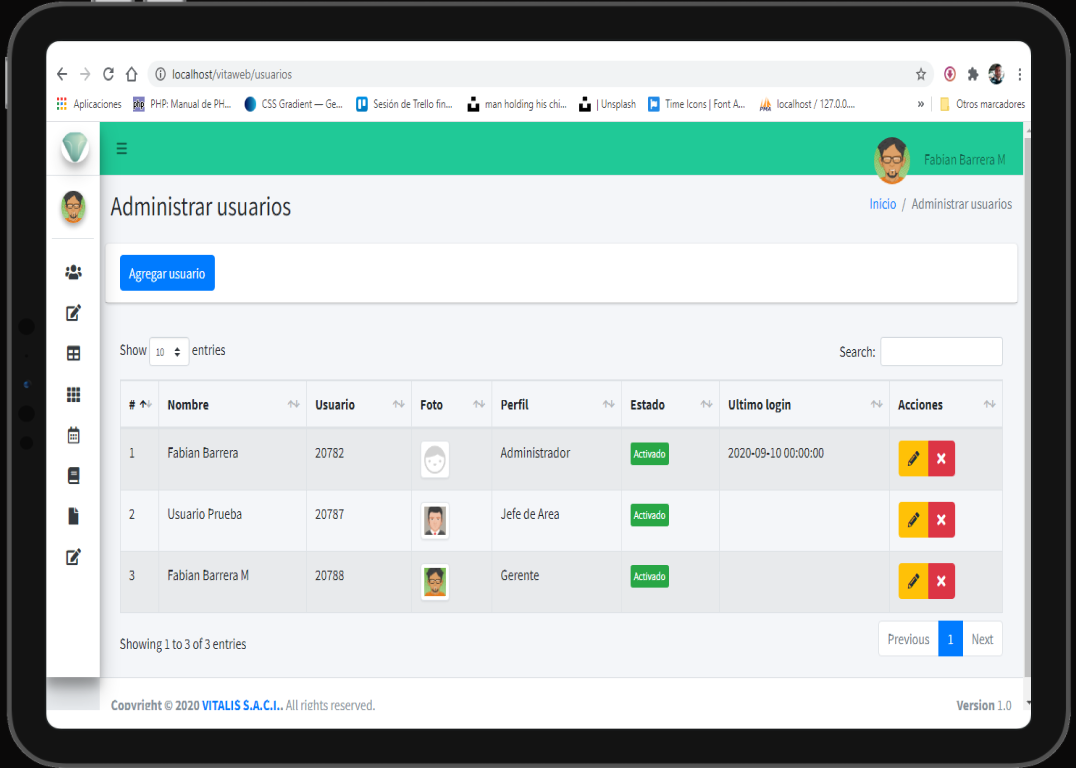 localhost/vitaweb/usuarios
Aplicaciones PHP: Manual de PH... CSS Gradient — Ge... Sesión de Trello fin... man holding his chi... | Unsplash Time Icons | Font A... localhost / 127.0.0.... » Otros marcadores
Fabian Barrera M
Administrar usuarios
Inicio / Administrar usuarios
Agregar usuario
Show 10 entries
Search:
# Nombre Usuario Foto Perfil Estado Ultimo login Acciones
1 Fabian Barrera 20782 Administrador Activado 2020-09-10 00:00:00
2 Usuario Prueba 20787 Jefe de Area Activado
3 Fabian Barrera M 20788 Gerente Activado
Showing 1 to 3 of 3 entries
Previous 1 Next
Copyright © 2020 VITALIS S.A.C.I.. All rights reserved.
Version 1.0